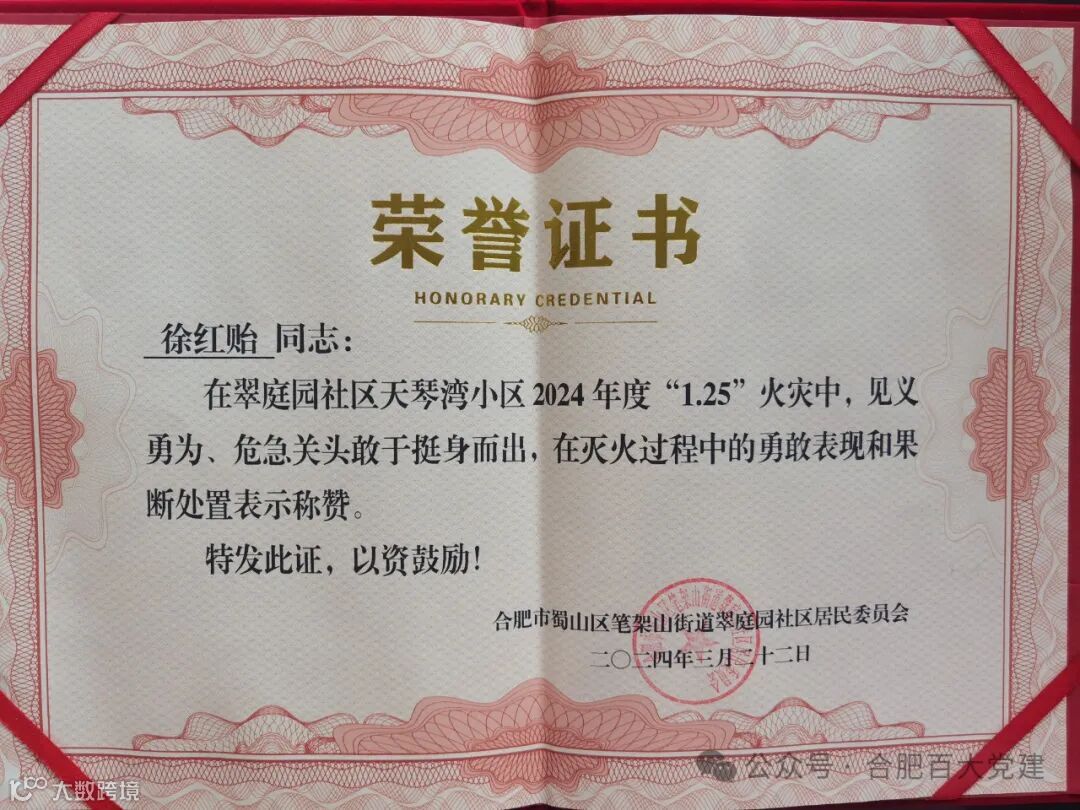 荣誉证书
HONORARY CREDENTIAL
徐红贻 同志：
在翠庭园社区天琴湾小区2024年度“1.25”火灾中，见义
勇为、危急关头敢于挺身而出，在灭火过程中的勇敢表现和果
断处置表示称赞。
特发此证，以资鼓励！
合肥市蜀山区笔架山街道翠庭园社区居民委员会
二〇二四年三月二十二日
公众号·合肥百大党建
大数跨境